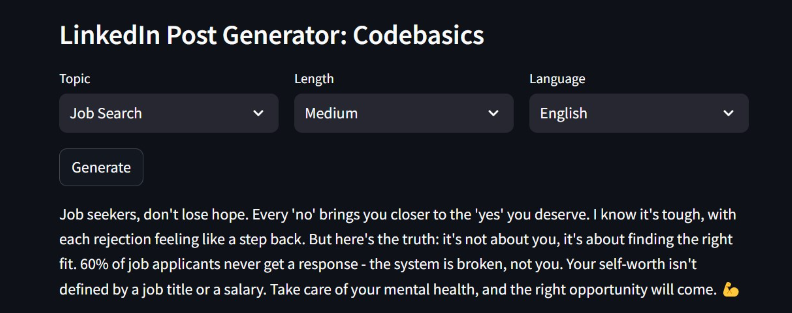 LinkedIn Post Generator: Codebasics
Topic
Length
Language
Job Search
Medium
English
Generate
Job seekers, don't lose hope. Every 'no' brings you closer to the 'yes' you deserve. I know it's tough, with
each rejection feeling like a step back. But here's the truth: it's not about you, it's about finding the right
fit. 60% of job applicants never get a response - the system is broken, not you. Your self-worth isn't
defined by a job title or a salary. Take care of your mental health, and the right opportunity will come. 💪